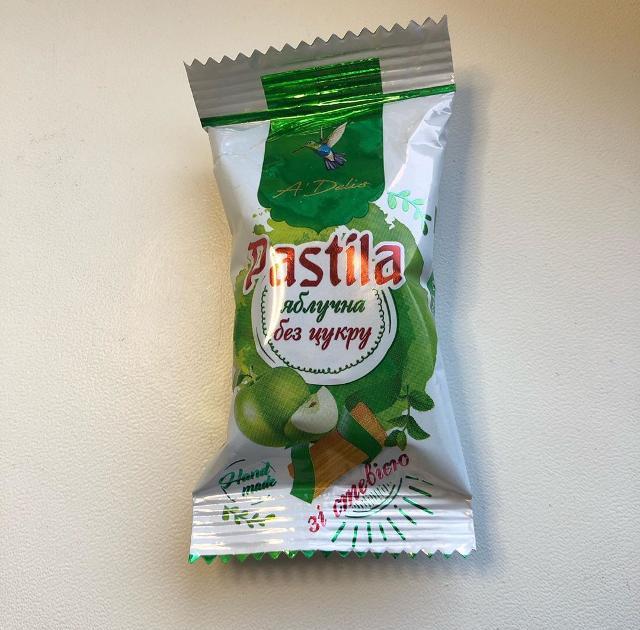 A'Delis
Pastila
яблучна
без цукру
Hand
made
зі стевією